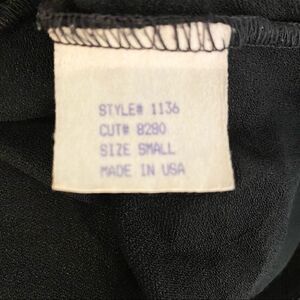 STYLE# 1136
CUT# 8280
SIZE SMALL
MADE IN USA